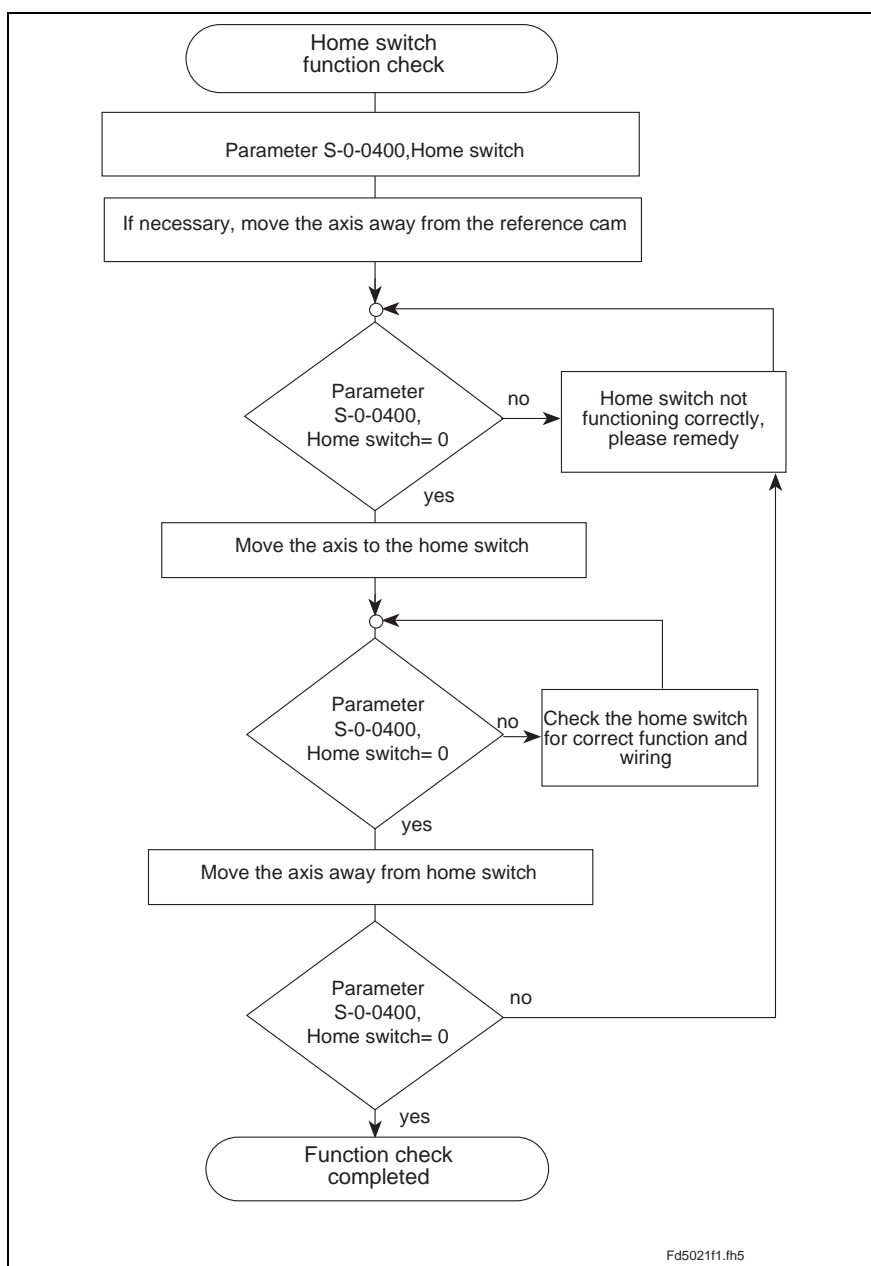 Home switch
function check
Parameter S-0-0400,Home switch
If necessary, move the axis away from the reference cam
Parameter
S-0-0400,
Home switch= 0
no
Home switch not
functioning correctly,
please remedy
yes
Move the axis to the home switch
Parameter
S-0-0400,
Home switch= 0
no
Check the home switch
for correct function and
wiring
yes
Move the axis away from home switch
Parameter
S-0-0400,
Home switch= 0
no
yes
Function check
completed
Fd5021f1.fh5